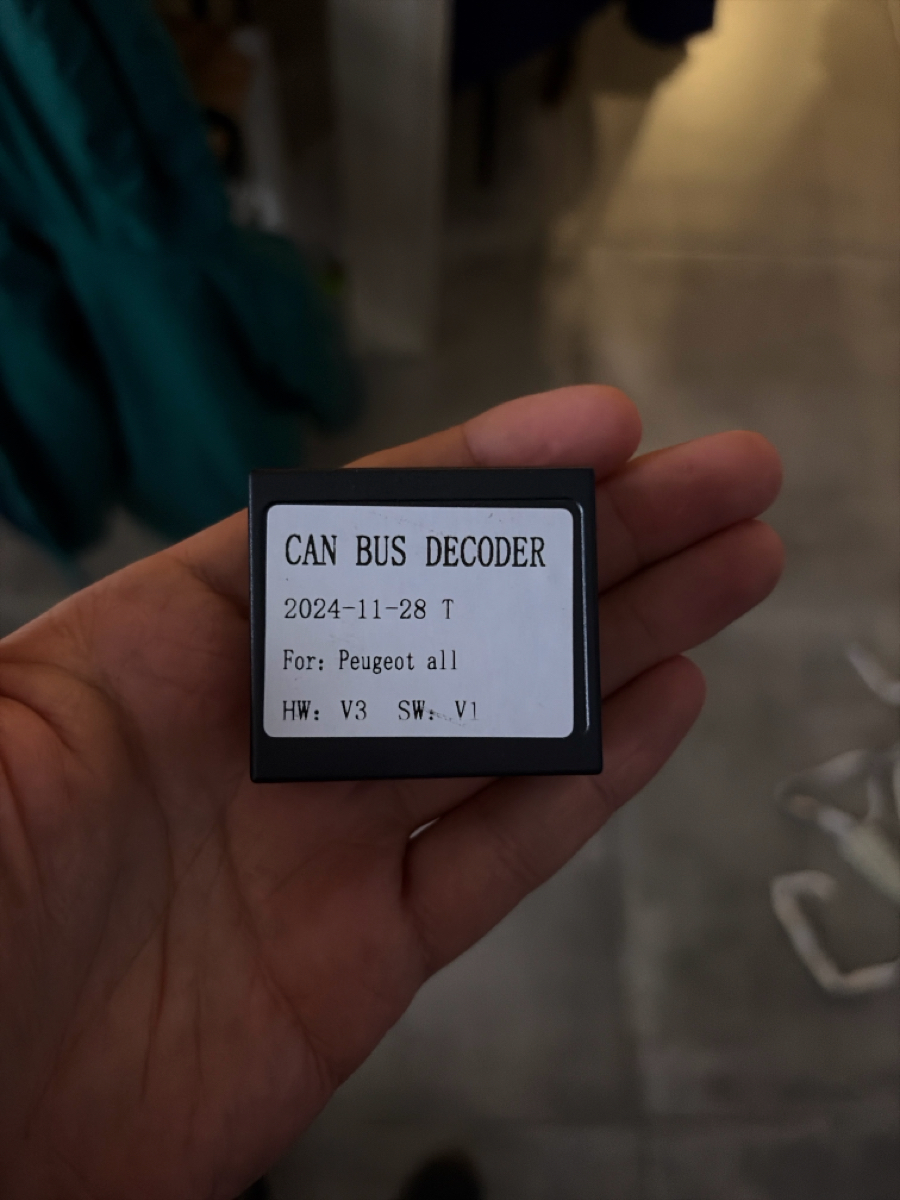 CAN BUS DECODER
2024-11-28 T
For: Peugeot all
HW: V3 SW: V1